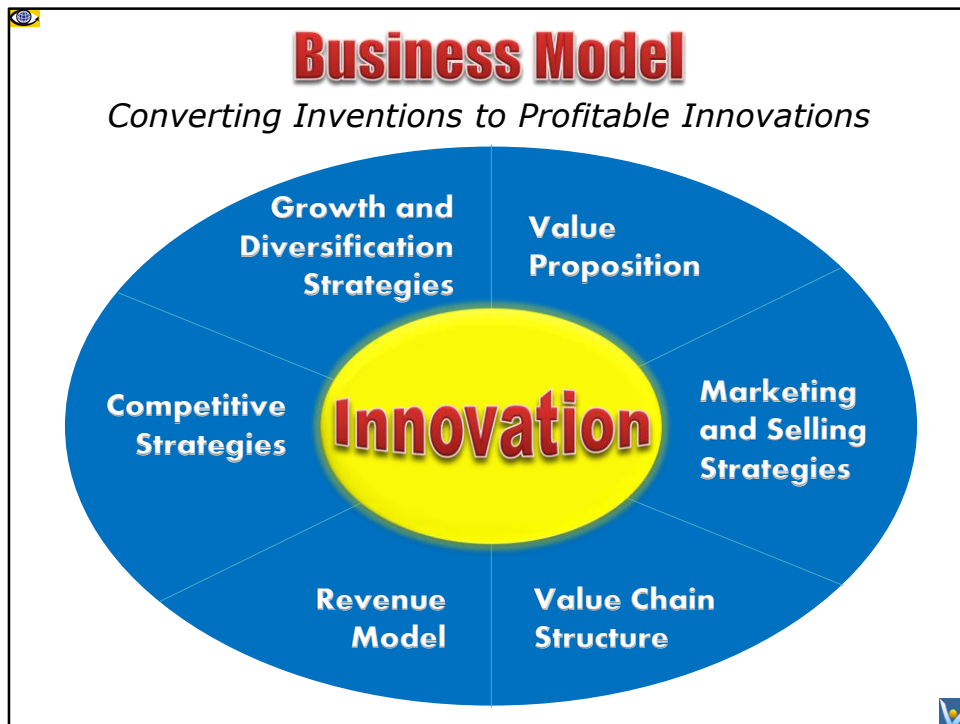 Business Model
Converting Inventions to Profitable Innovations
Growth and
Diversification
Strategies
Value
Proposition
Competitive
Strategies
Innovation
Marketing
and Selling
Strategies
Revenue
Model
Value Chain
Structure